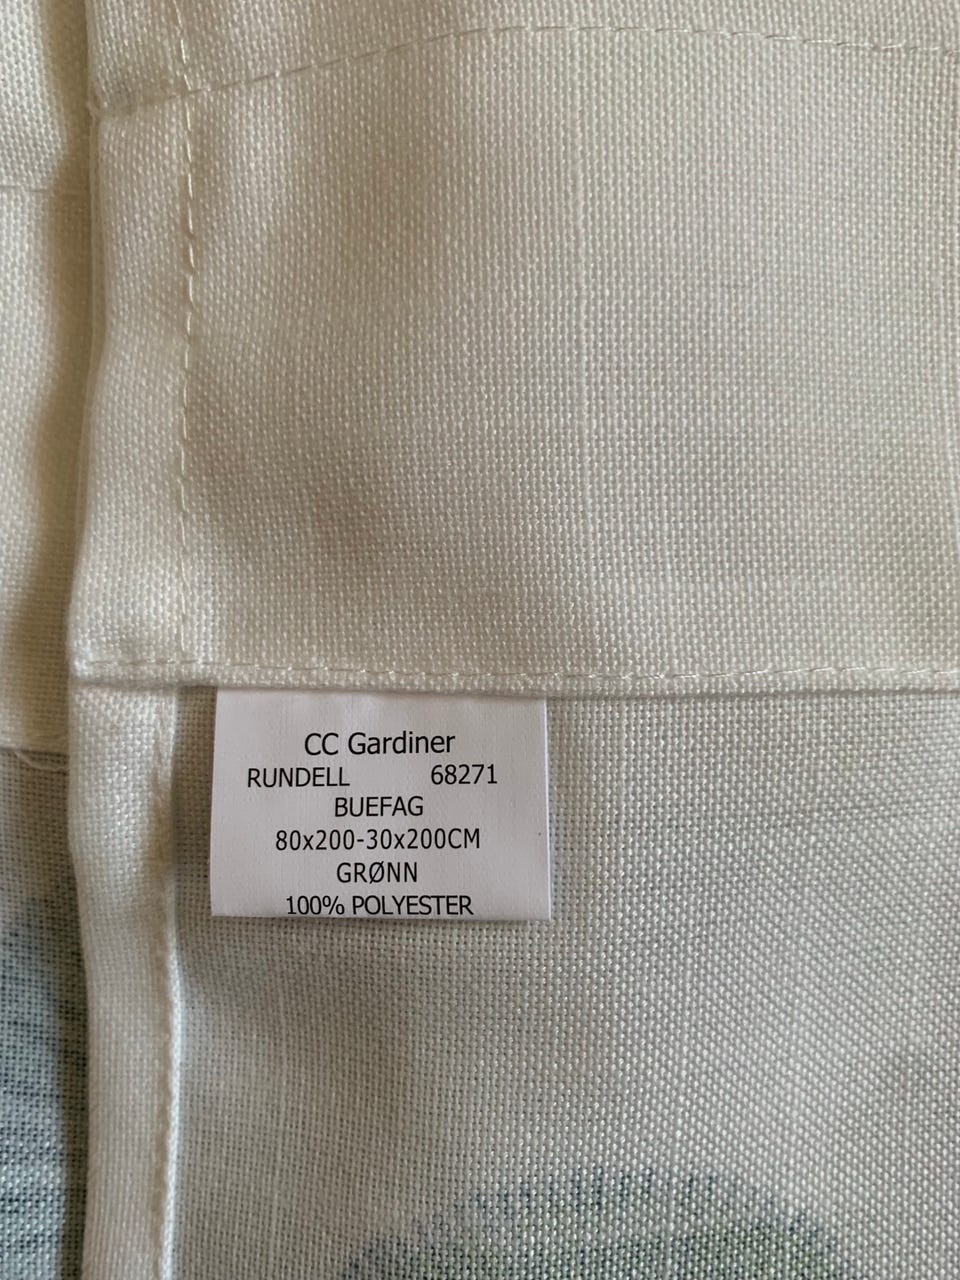 CC Gardiner
RUNDELL 68271
BUEFAG
80x200-30x200CM
GRØNN
100% POLYESTER